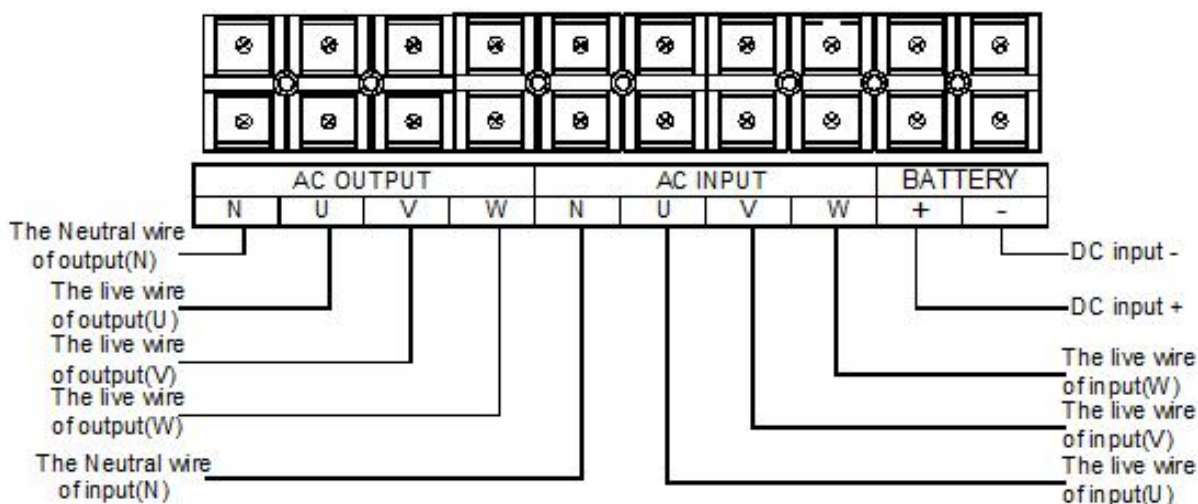 AC OUTPUT AC INPUT BATTERY
N U V W N U V W + -
The Neutral wire
of output(N)
The live wire
of output(U)
The live wire
of output(V)
The live wire
of output(W)
The Neutral wire
of input(N)
DC input -
DC input +
The live wire
of input(W)
The live wire
of input(V)
The live wire
of input(U)